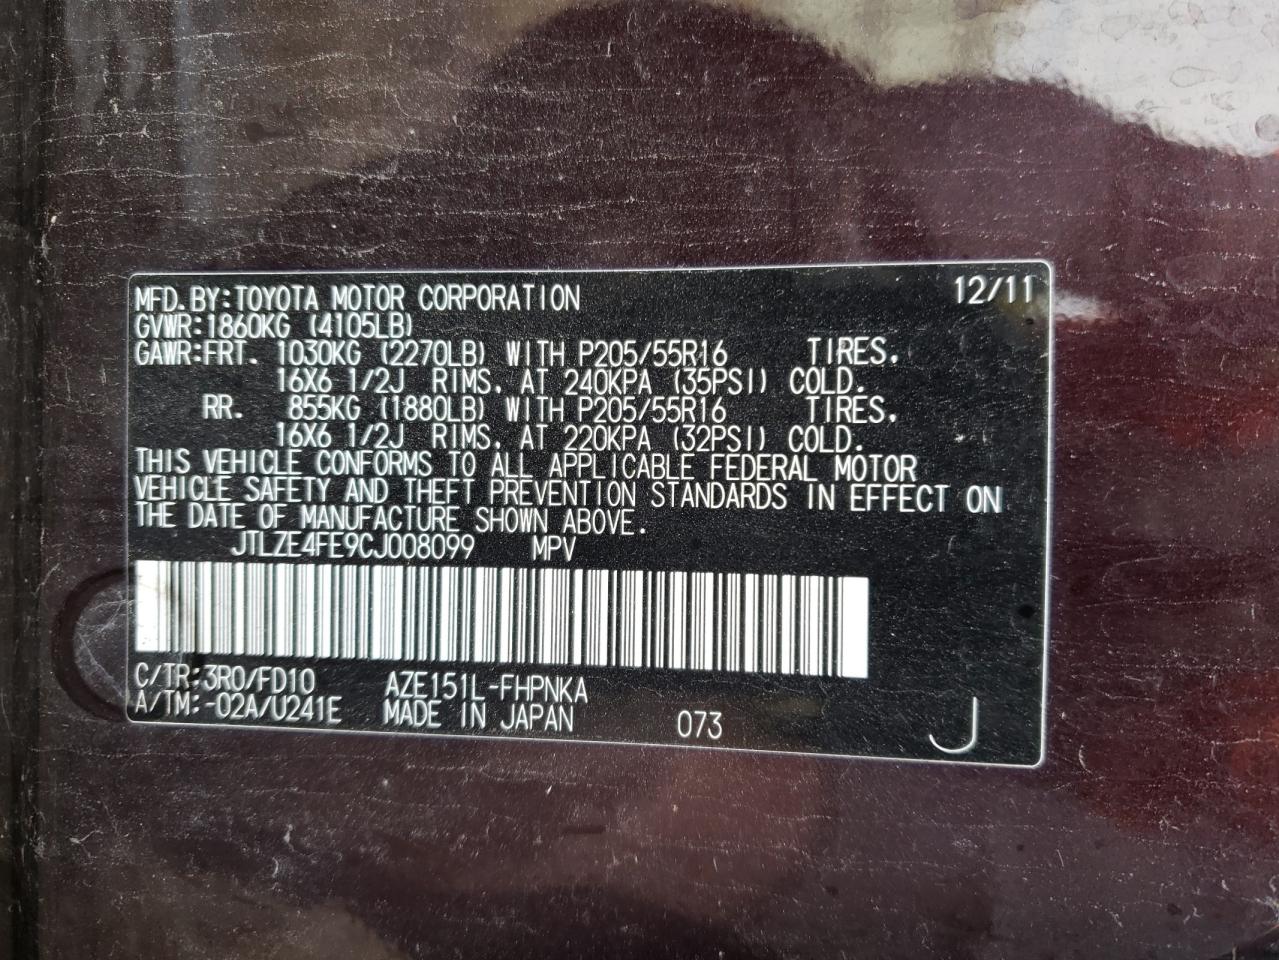 MFD.BY:TOYOTA MOTOR CORPORATION 12/11
GVWR:1860KG (4105LB)
GAWR:FRT. 1030KG (2270LB) WITH P205/55R16 TIRES.
16X6 1/2J RIMS, AT 240KPA (35PSI) COLD.
RR. 855KG (1880LB) WITH P205/55R16 TIRES.
16X6 1/2J RIMS, AT 220KPA (32PSI) COLD.
THIS VEHICLE CONFORMS TO ALL APPLICABLE FEDERAL MOTOR
VEHICLE SAFETY AND THEFT PREVENTION STANDARDS IN EFFECT ON
THE DATE OF MANUFACTURE SHOWN ABOVE.
JTLZE4FE9CJ008099 MPV
C/TR:3R0/FD10 AZE151L-FHPNKA
A/TM:-02A/U241E MADE IN JAPAN 073 J